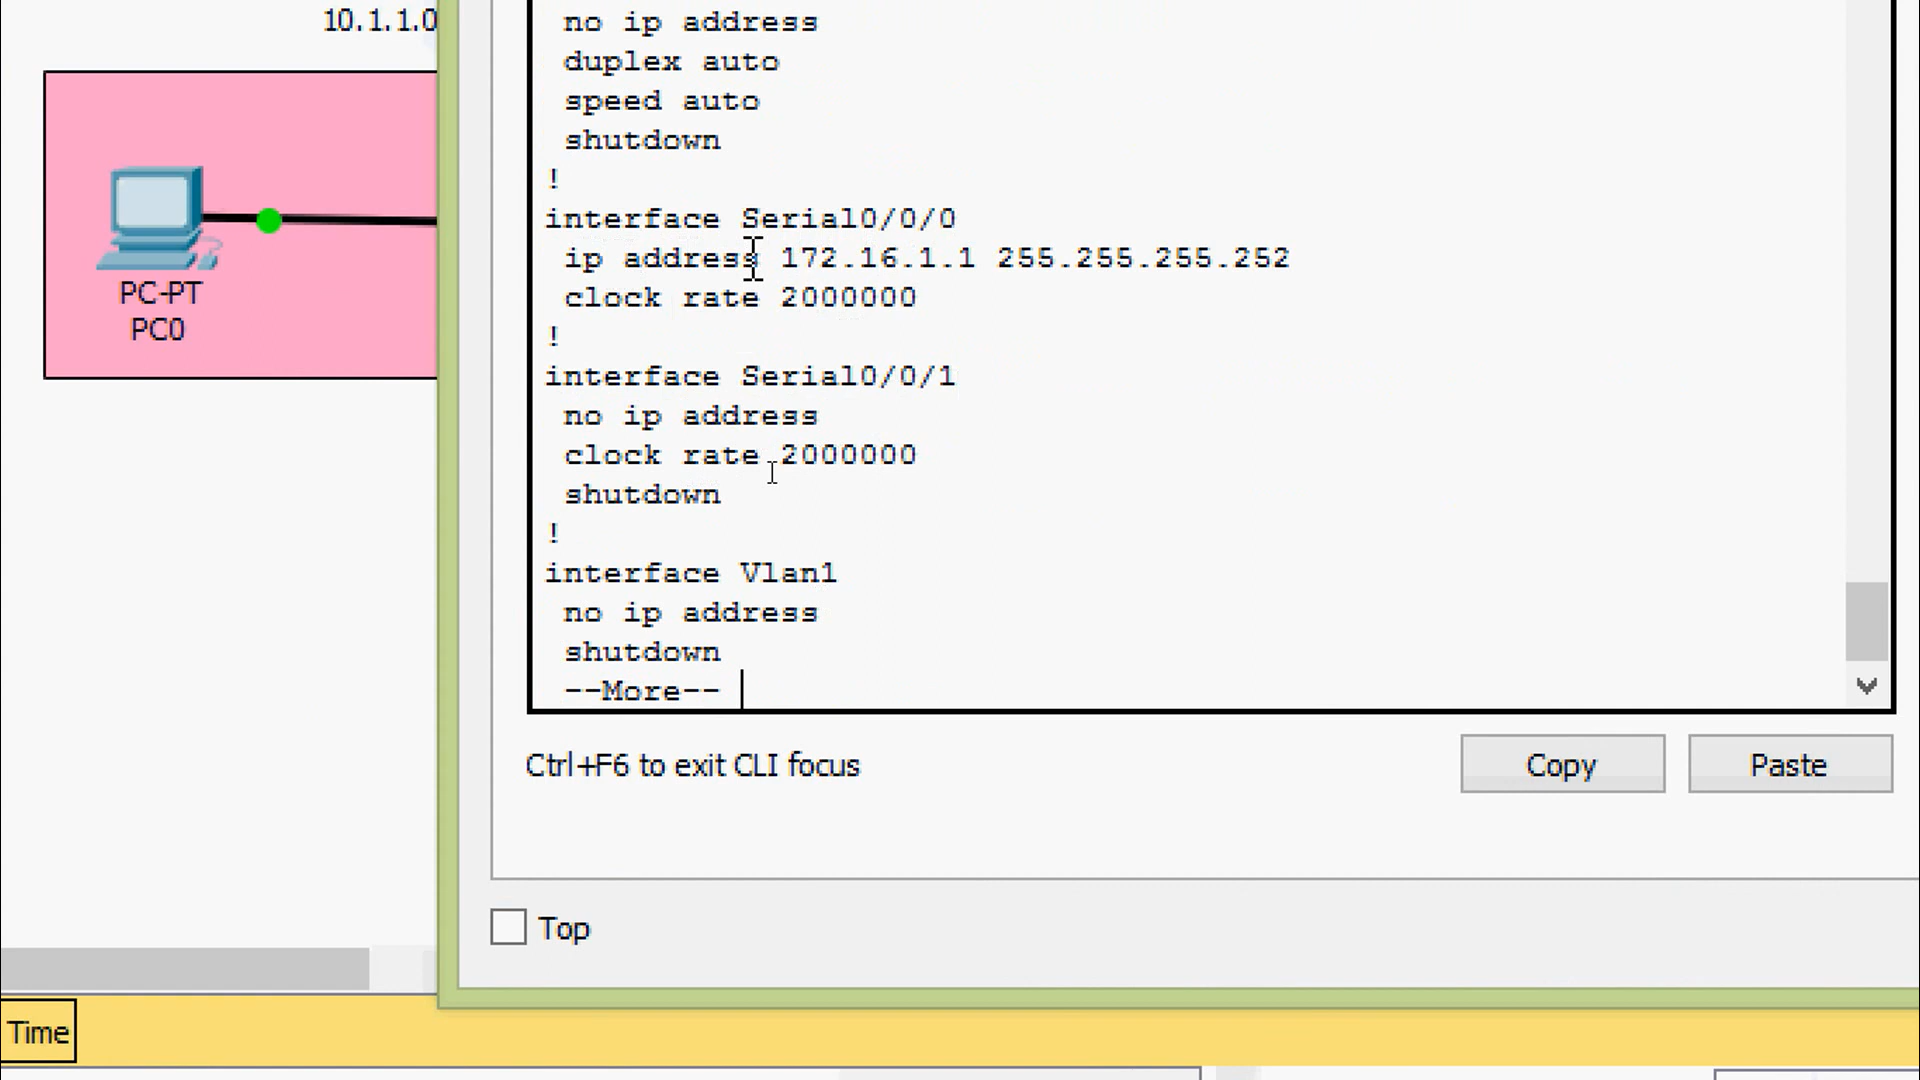 10.1.1.0
PC-PT
PC0
no ip address
duplex auto
speed auto
shutdown
!
interface Serial0/0/0
ip address 172.16.1.1 255.255.255.252
clock rate 2000000
!
interface Serial0/0/1
no ip address
clock rate 2000000
shutdown
!
interface Vlan1
no ip address
shutdown
--More--
Ctrl+F6 to exit CLI focus
Copy
Paste
Top
Time